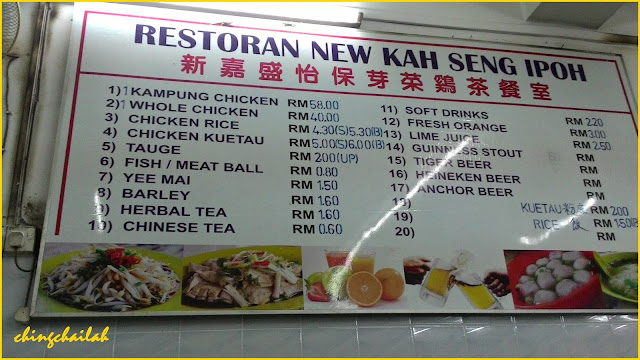 RESTORAN NEW KAH SENG IPOH
新嘉盛怡保芽菜鷄茶餐室
1) 1 KAMPUNG CHICKEN RM 58.00
2) 1 WHOLE CHICKEN RM 40.00
3) CHICKEN RICE RM 4.30(S) 5.30(B)
4) CHICKEN KUETAU RM 5.00(S) 6.00(B)
5) TAUGE RM 2.00 (UP)
6) FISH / MEAT BALL RM 0.80
7) YEE MAI RM 1.50
8) BARLEY RM 1.60
9) HERBAL TEA RM 1.60
10) CHINESE TEA RM 0.60
11) SOFT DRINKS RM 2.20
12) FRESH ORANGE RM 3.00
13) LIME JUICE RM 2.50
14) GUINNESS STOUT RM
15) TIGER BEER RM
16) HEINEKEN BEER RM
17) ANCHOR BEER RM
18) KUETAU RM 2.00
19) RICE RM 1.50
20) RM
chingchailah